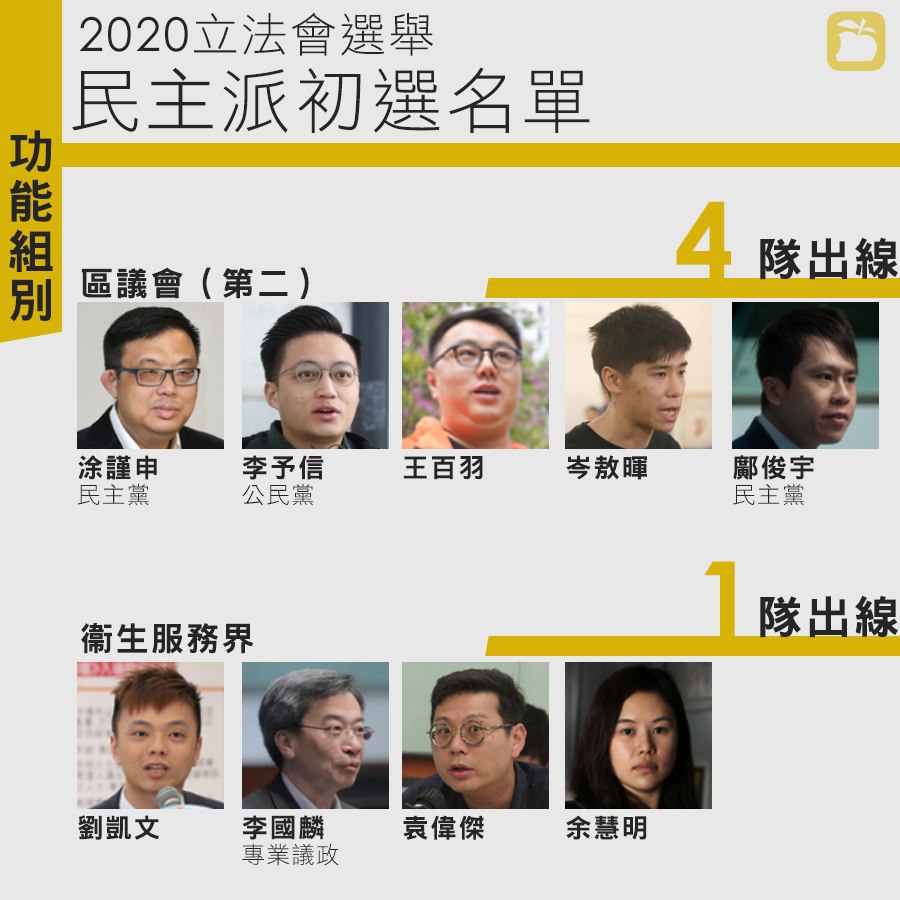 2020立法會選舉
民主派初選名單
功能組別
區議會（第二）
4 隊出線
涂謹申
民主黨
李予信
公民黨
王百羽
岑敖暉
鄺俊宇
民主黨
衞生服務界
1 隊出線
劉凱文
李國麟
專業議政
袁偉傑
余慧明